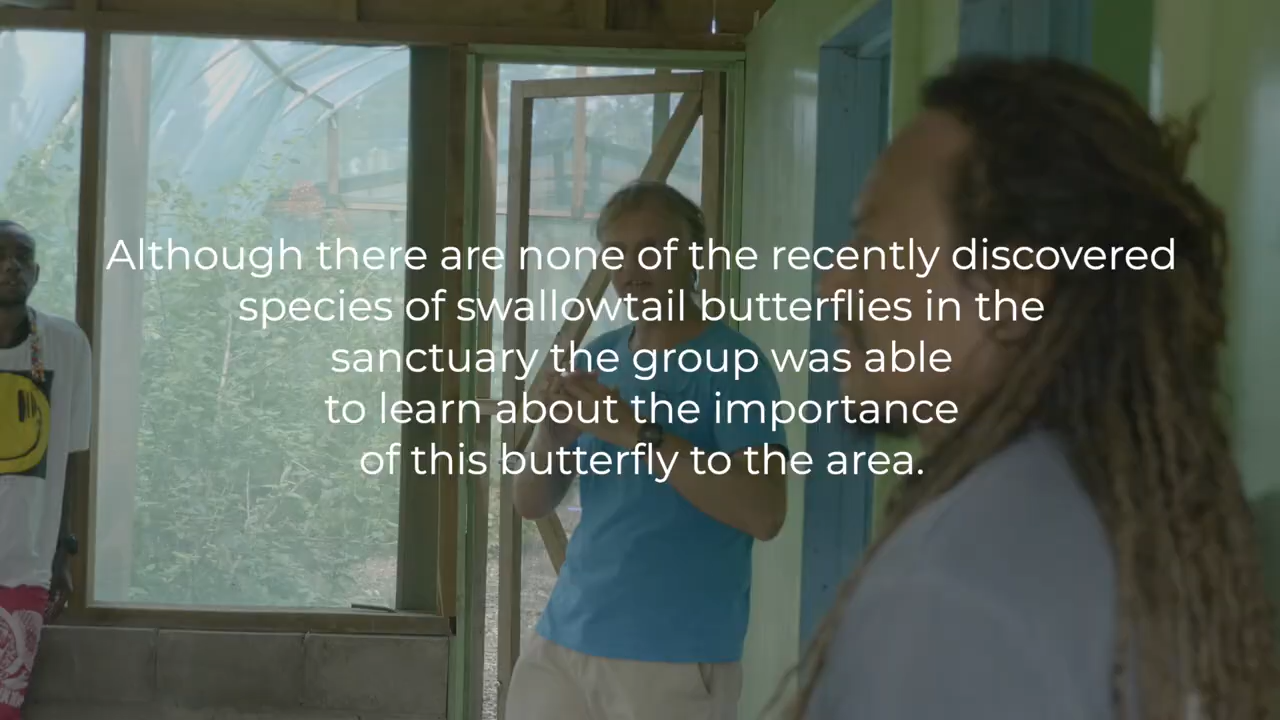 Although there are none of the recently discovered
species of swallowtail butterflies in the
sanctuary the group was able
to learn about the importance
of this butterfly to the area.